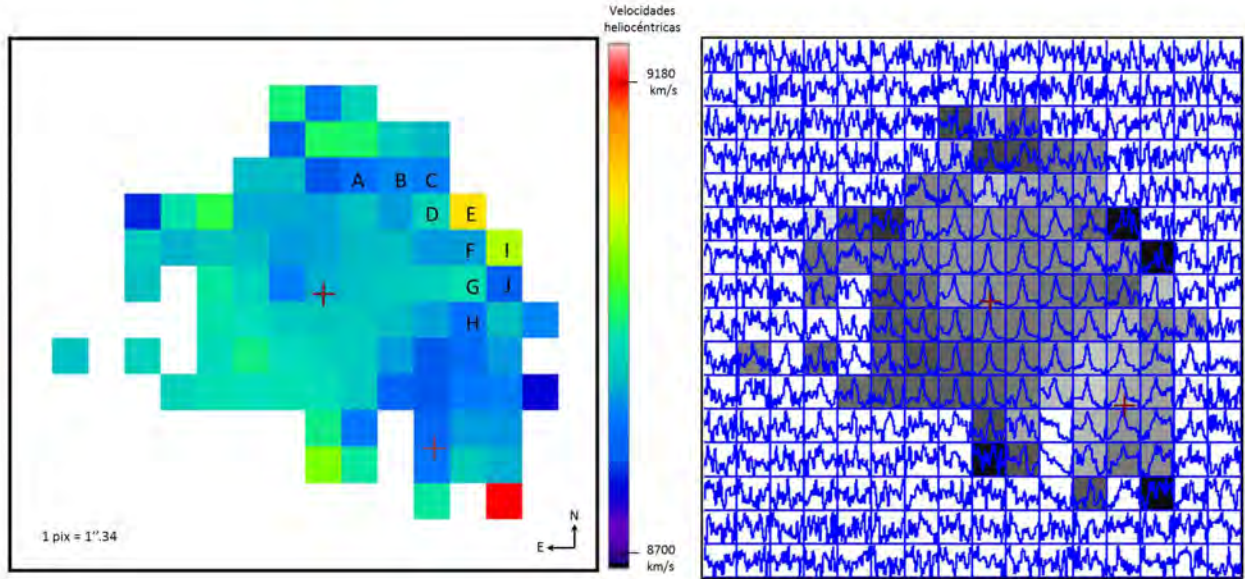 Velocidades
heliocéntricas
9180
km/s
A B C
D E
F I
G J
H
1 pix = 1".34
N
E
8700
km/s